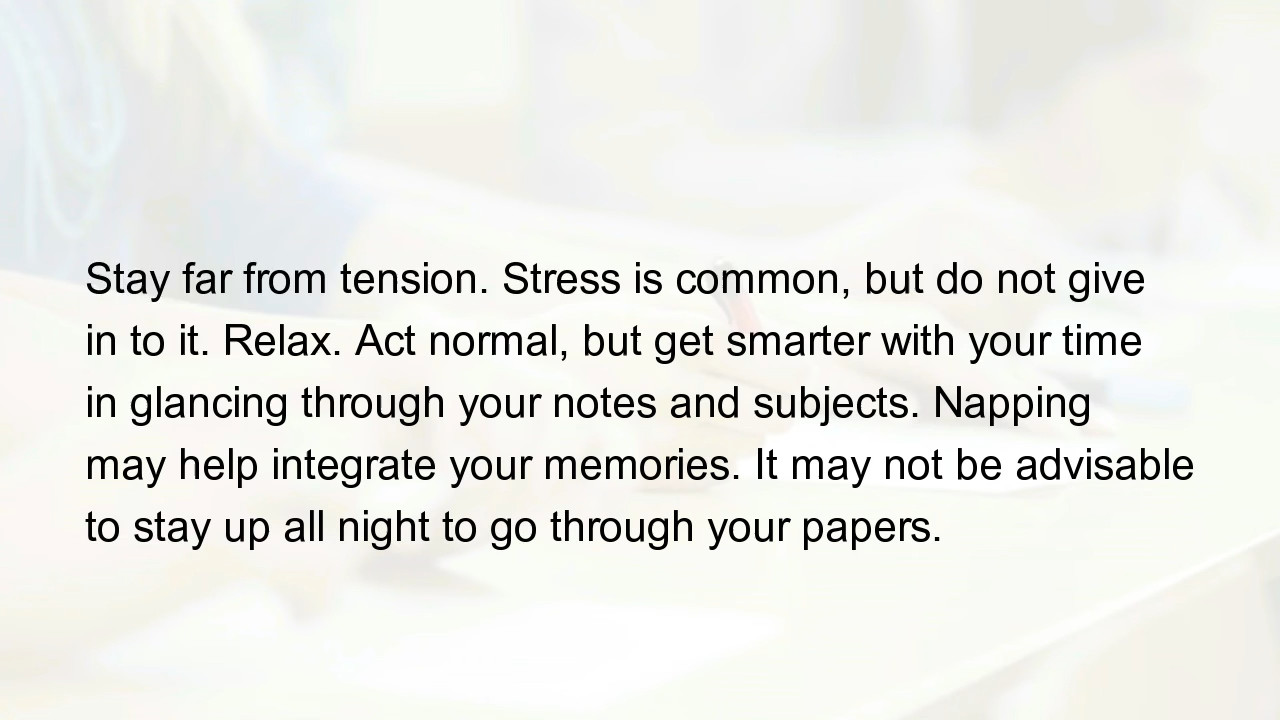 Stay far from tension. Stress is common, but do not give
in to it. Relax. Act normal, but get smarter with your time
in glancing through your notes and subjects. Napping
may help integrate your memories. It may not be advisable
to stay up all night to go through your papers.